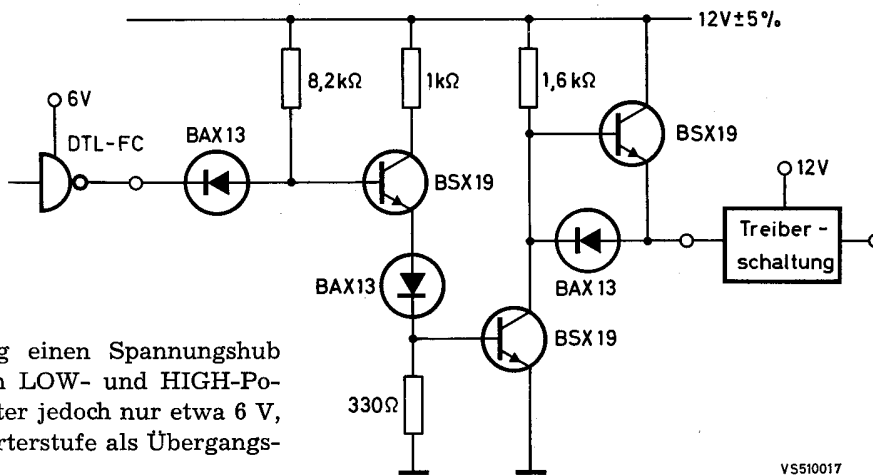 12V±5%
8,2kΩ
1kΩ
1,6kΩ
6V
DTL-FC
BAX13
BSX19
BSX19
12V
Treiber-
schaltung
BAX13
BAX13
BSX19
g einen Spannungshub
n LOW- und HIGH-Po-
ter jedoch nur etwa 6 V,
rterstufe als Übergangs-
330Ω
VS510017